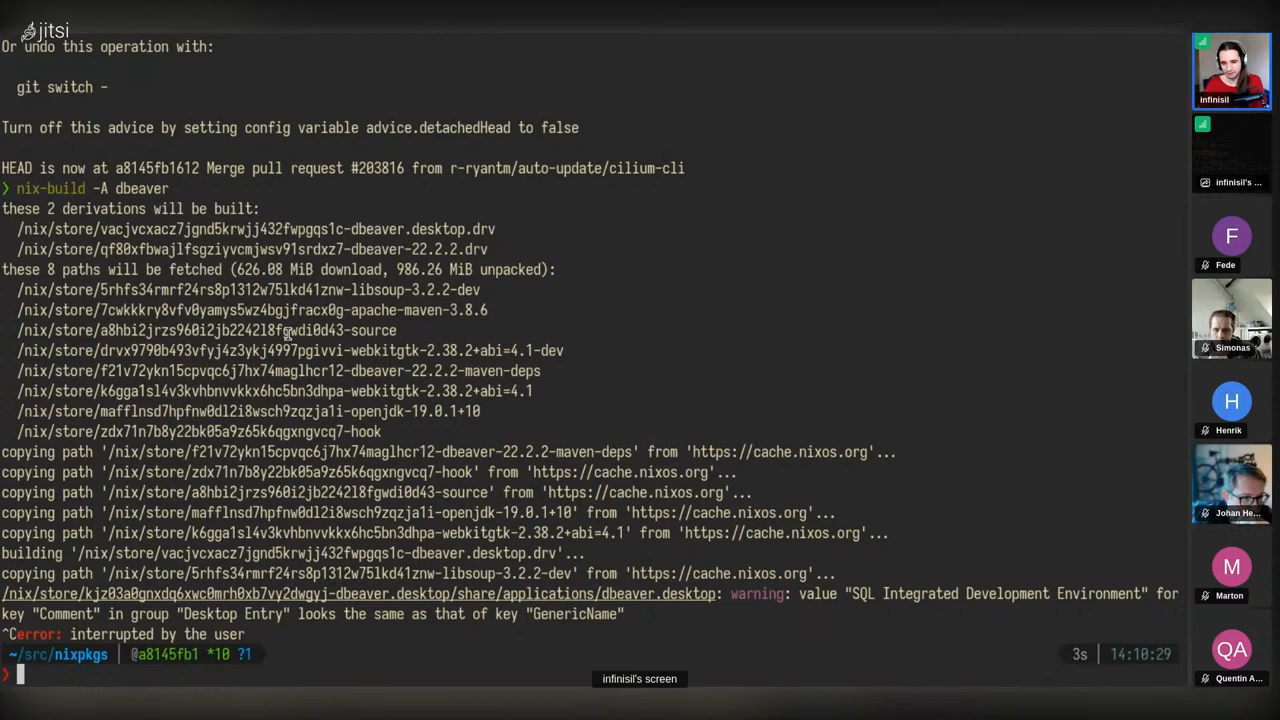 jitsi
Or undo this operation with:
git switch -
Turn off this advice by setting config variable advice.detachedHead to false
HEAD is now at a8145fb1612 Merge pull request #203816 from r-ryantm/auto-update/cilium-cli
❯ nix-build -A dbeaver
these 2 derivations will be built:
/nix/store/vacjvcxacz7jgnd5krwjj432fwpgqs1c-dbeaver.desktop.drv
/nix/store/qf80xfbwajlfsgziyvcmjwsv91srdxz7-dbeaver-22.2.2.drv
these 8 paths will be fetched (626.08 MiB download, 986.26 MiB unpacked):
/nix/store/5rhfs34rmrf24rs8p1312w75lkd41znw-libsoup-3.2.2-dev
/nix/store/7cwkkkry8vfv0yamys5wz4bgjfracx0g-apache-maven-3.8.6
/nix/store/a8hbi2jrzs960i2jb2242l8fgwdi0d43-source
/nix/store/drvx9790b493vfyj4z3ykj4997pgivvi-webkitgtk-2.38.2+abi=4.1-dev
/nix/store/f21v72ykn15cpvqc6j7hx74maglhcr12-dbeaver-22.2.2-maven-deps
/nix/store/k6gga1sl4v3kvhbnvvkkx6hc5bn3dhpa-webkitgtk-2.38.2+abi=4.1
/nix/store/mafflnsd7hpfnw0dl2i8wsch9zqzja1i-openjdk-19.0.1+10
/nix/store/zdx71n7b8y22bk05a9z65k6qgxngvcq7-hook
copying path '/nix/store/f21v72ykn15cpvqc6j7hx74maglhcr12-dbeaver-22.2.2-maven-deps' from 'https://cache.nixos.org'...
copying path '/nix/store/zdx71n7b8y22bk05a9z65k6qgxngvcq7-hook' from 'https://cache.nixos.org'...
copying path '/nix/store/a8hbi2jrzs960i2jb2242l8fgwdi0d43-source' from 'https://cache.nixos.org'...
copying path '/nix/store/mafflnsd7hpfnw0dl2i8wsch9zqzja1i-openjdk-19.0.1+10' from 'https://cache.nixos.org'...
copying path '/nix/store/k6gga1sl4v3kvhbnvvkkx6hc5bn3dhpa-webkitgtk-2.38.2+abi=4.1' from 'https://cache.nixos.org'...
building '/nix/store/vacjvcxacz7jgnd5krwjj432fwpgqs1c-dbeaver.desktop.drv'...
copying path '/nix/store/5rhfs34rmrf24rs8p1312w75lkd41znw-libsoup-3.2.2-dev' from 'https://cache.nixos.org'...
/nix/store/kjz03a0gnxdq6xwc0mrh0xb7vy2dwgyj-dbeaver.desktop/share/applications/dbeaver.desktop: warning: value "SQL Integrated Development Environment" for
key "Comment" in group "Desktop Entry" looks the same as that of key "GenericName"
^Cerror: interrupted by the user
~/src/nixpkgs | @a8145fb1 *10 ?1 3s | 14:10:29
❯
infinisil's screen
infinisil
infinisil's ...
F
Fede
Simonas
H
Henrik
Johan He...
M
Marton
QA
Quentin A...